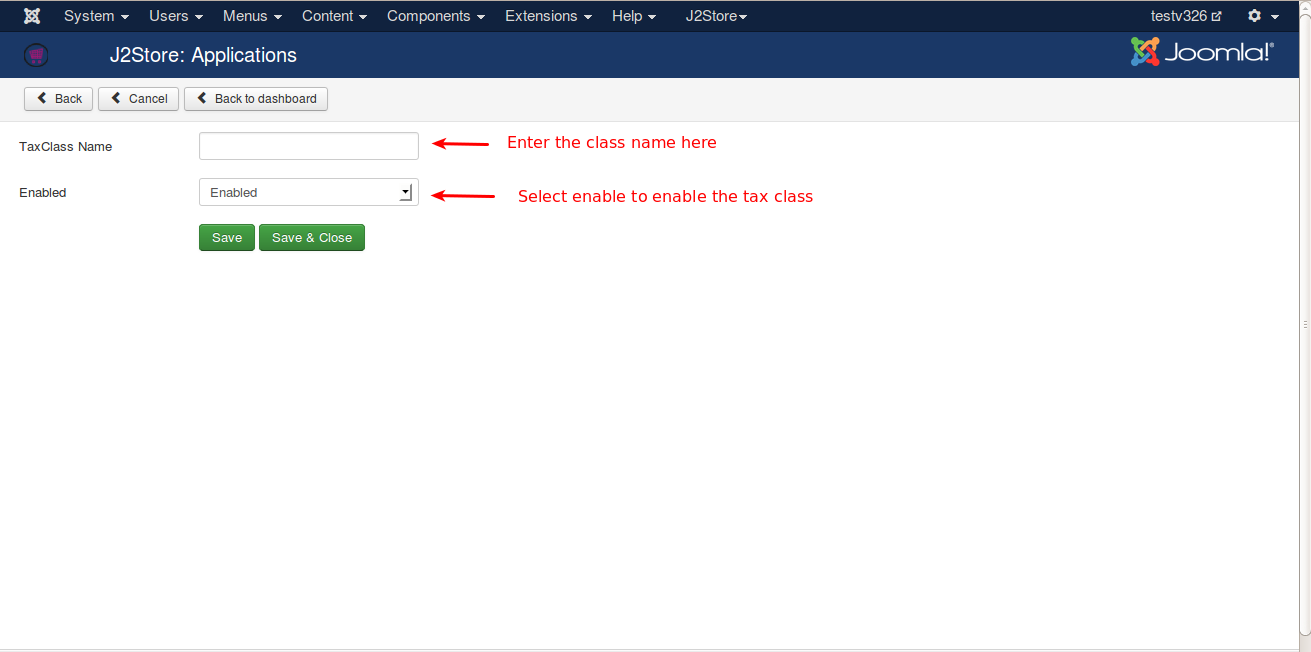 System Users Menus Content Components Extensions Help J2Store testv326
J2Store: Applications Joomla!®
Back Cancel Back to dashboard
TaxClass Name Enter the class name here
Enabled Enabled Select enable to enable the tax class
Save Save & Close